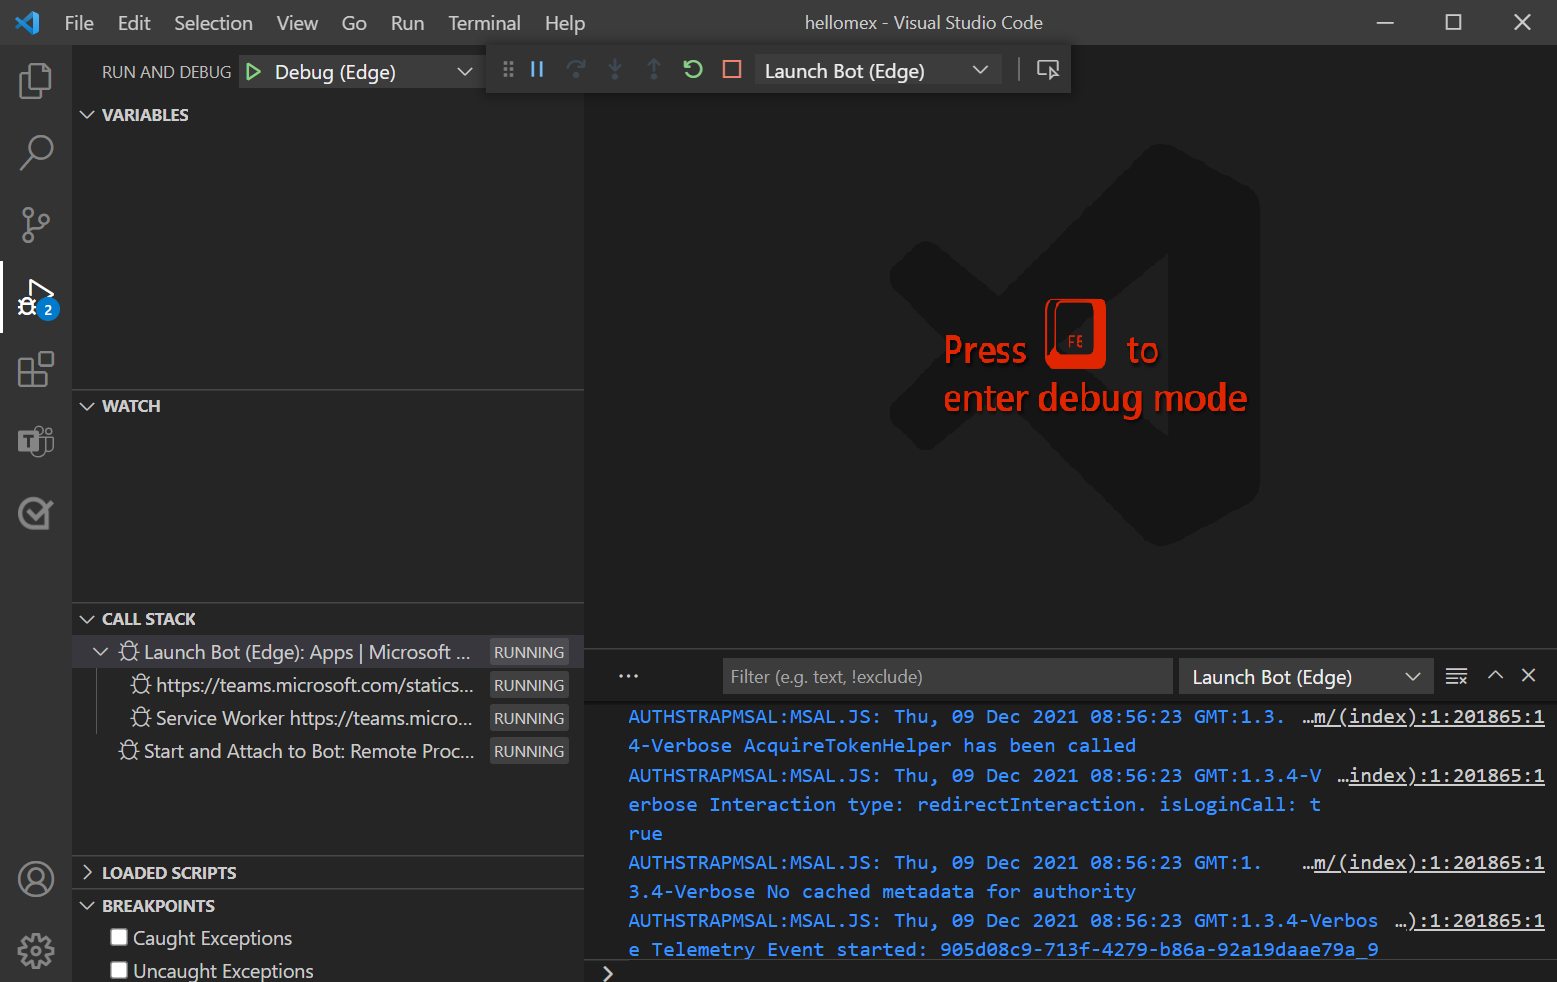 File Edit Selection View Go Run Terminal Help hellomex - Visual Studio Code
RUN AND DEBUG Debug (Edge) Launch Bot (Edge)
VARIABLES
2
Press to
enter debug mode
WATCH
T
CALL STACK
Launch Bot (Edge): Apps | Microsoft ... RUNNING
https://teams.microsoft.com/statics... RUNNING
Service Worker https://teams.micro... RUNNING
Start and Attach to Bot: Remote Proc... RUNNING
LOADED SCRIPTS
BREAKPOINTS
Caught Exceptions
Uncaught Exceptions
... Filter (e.g. text, !exclude) Launch Bot (Edge)
AUTHSTRAPMSAL:MSAL.JS: Thu, 09 Dec 2021 08:56:23 GMT:1.3. …m/(index):1:201865:1
4-Verbose AcquireTokenHelper has been called
AUTHSTRAPMSAL:MSAL.JS: Thu, 09 Dec 2021 08:56:23 GMT:1.3.4-V …index):1:201865:1
erbose Interaction type: redirectInteraction. isLoginCall: t
rue
AUTHSTRAPMSAL:MSAL.JS: Thu, 09 Dec 2021 08:56:23 GMT:1. …m/(index):1:201865:1
3.4-Verbose No cached metadata for authority
AUTHSTRAPMSAL:MSAL.JS: Thu, 09 Dec 2021 08:56:23 GMT:1.3.4-Verbos …):1:201865:1
e Telemetry Event started: 905d08c9-713f-4279-b86a-92a19daae79a_9